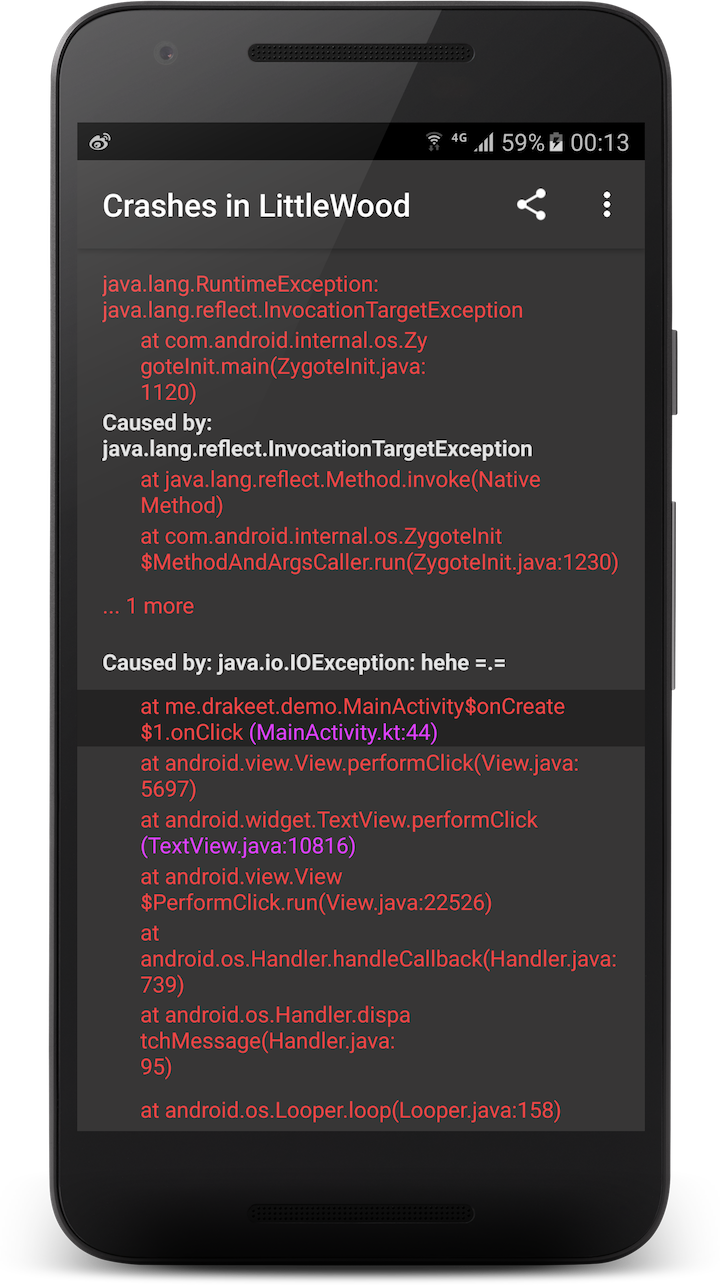 4G 59% 00:13
Crashes in LittleWood
java.lang.RuntimeException:
java.lang.reflect.InvocationTargetException
at com.android.internal.os.Zy
goteInit.main(ZygoteInit.java:
1120)
Caused by:
java.lang.reflect.InvocationTargetException
at java.lang.reflect.Method.invoke(Native
Method)
at com.android.internal.os.ZygoteInit
$MethodAndArgsCaller.run(ZygoteInit.java:1230)
... 1 more
Caused by: java.io.IOException: hehe =.=
at me.drakeet.demo.MainActivity$onCreate
$1.onClick (MainActivity.kt:44)
at android.view.View.performClick(View.java:
5697)
at android.widget.TextView.performClick
(TextView.java:10816)
at android.view.View
$PerformClick.run(View.java:22526)
at
android.os.Handler.handleCallback(Handler.java:
739)
at android.os.Handler.dispa
tchMessage(Handler.java:
95)
at android.os.Looper.loop(Looper.java:158)